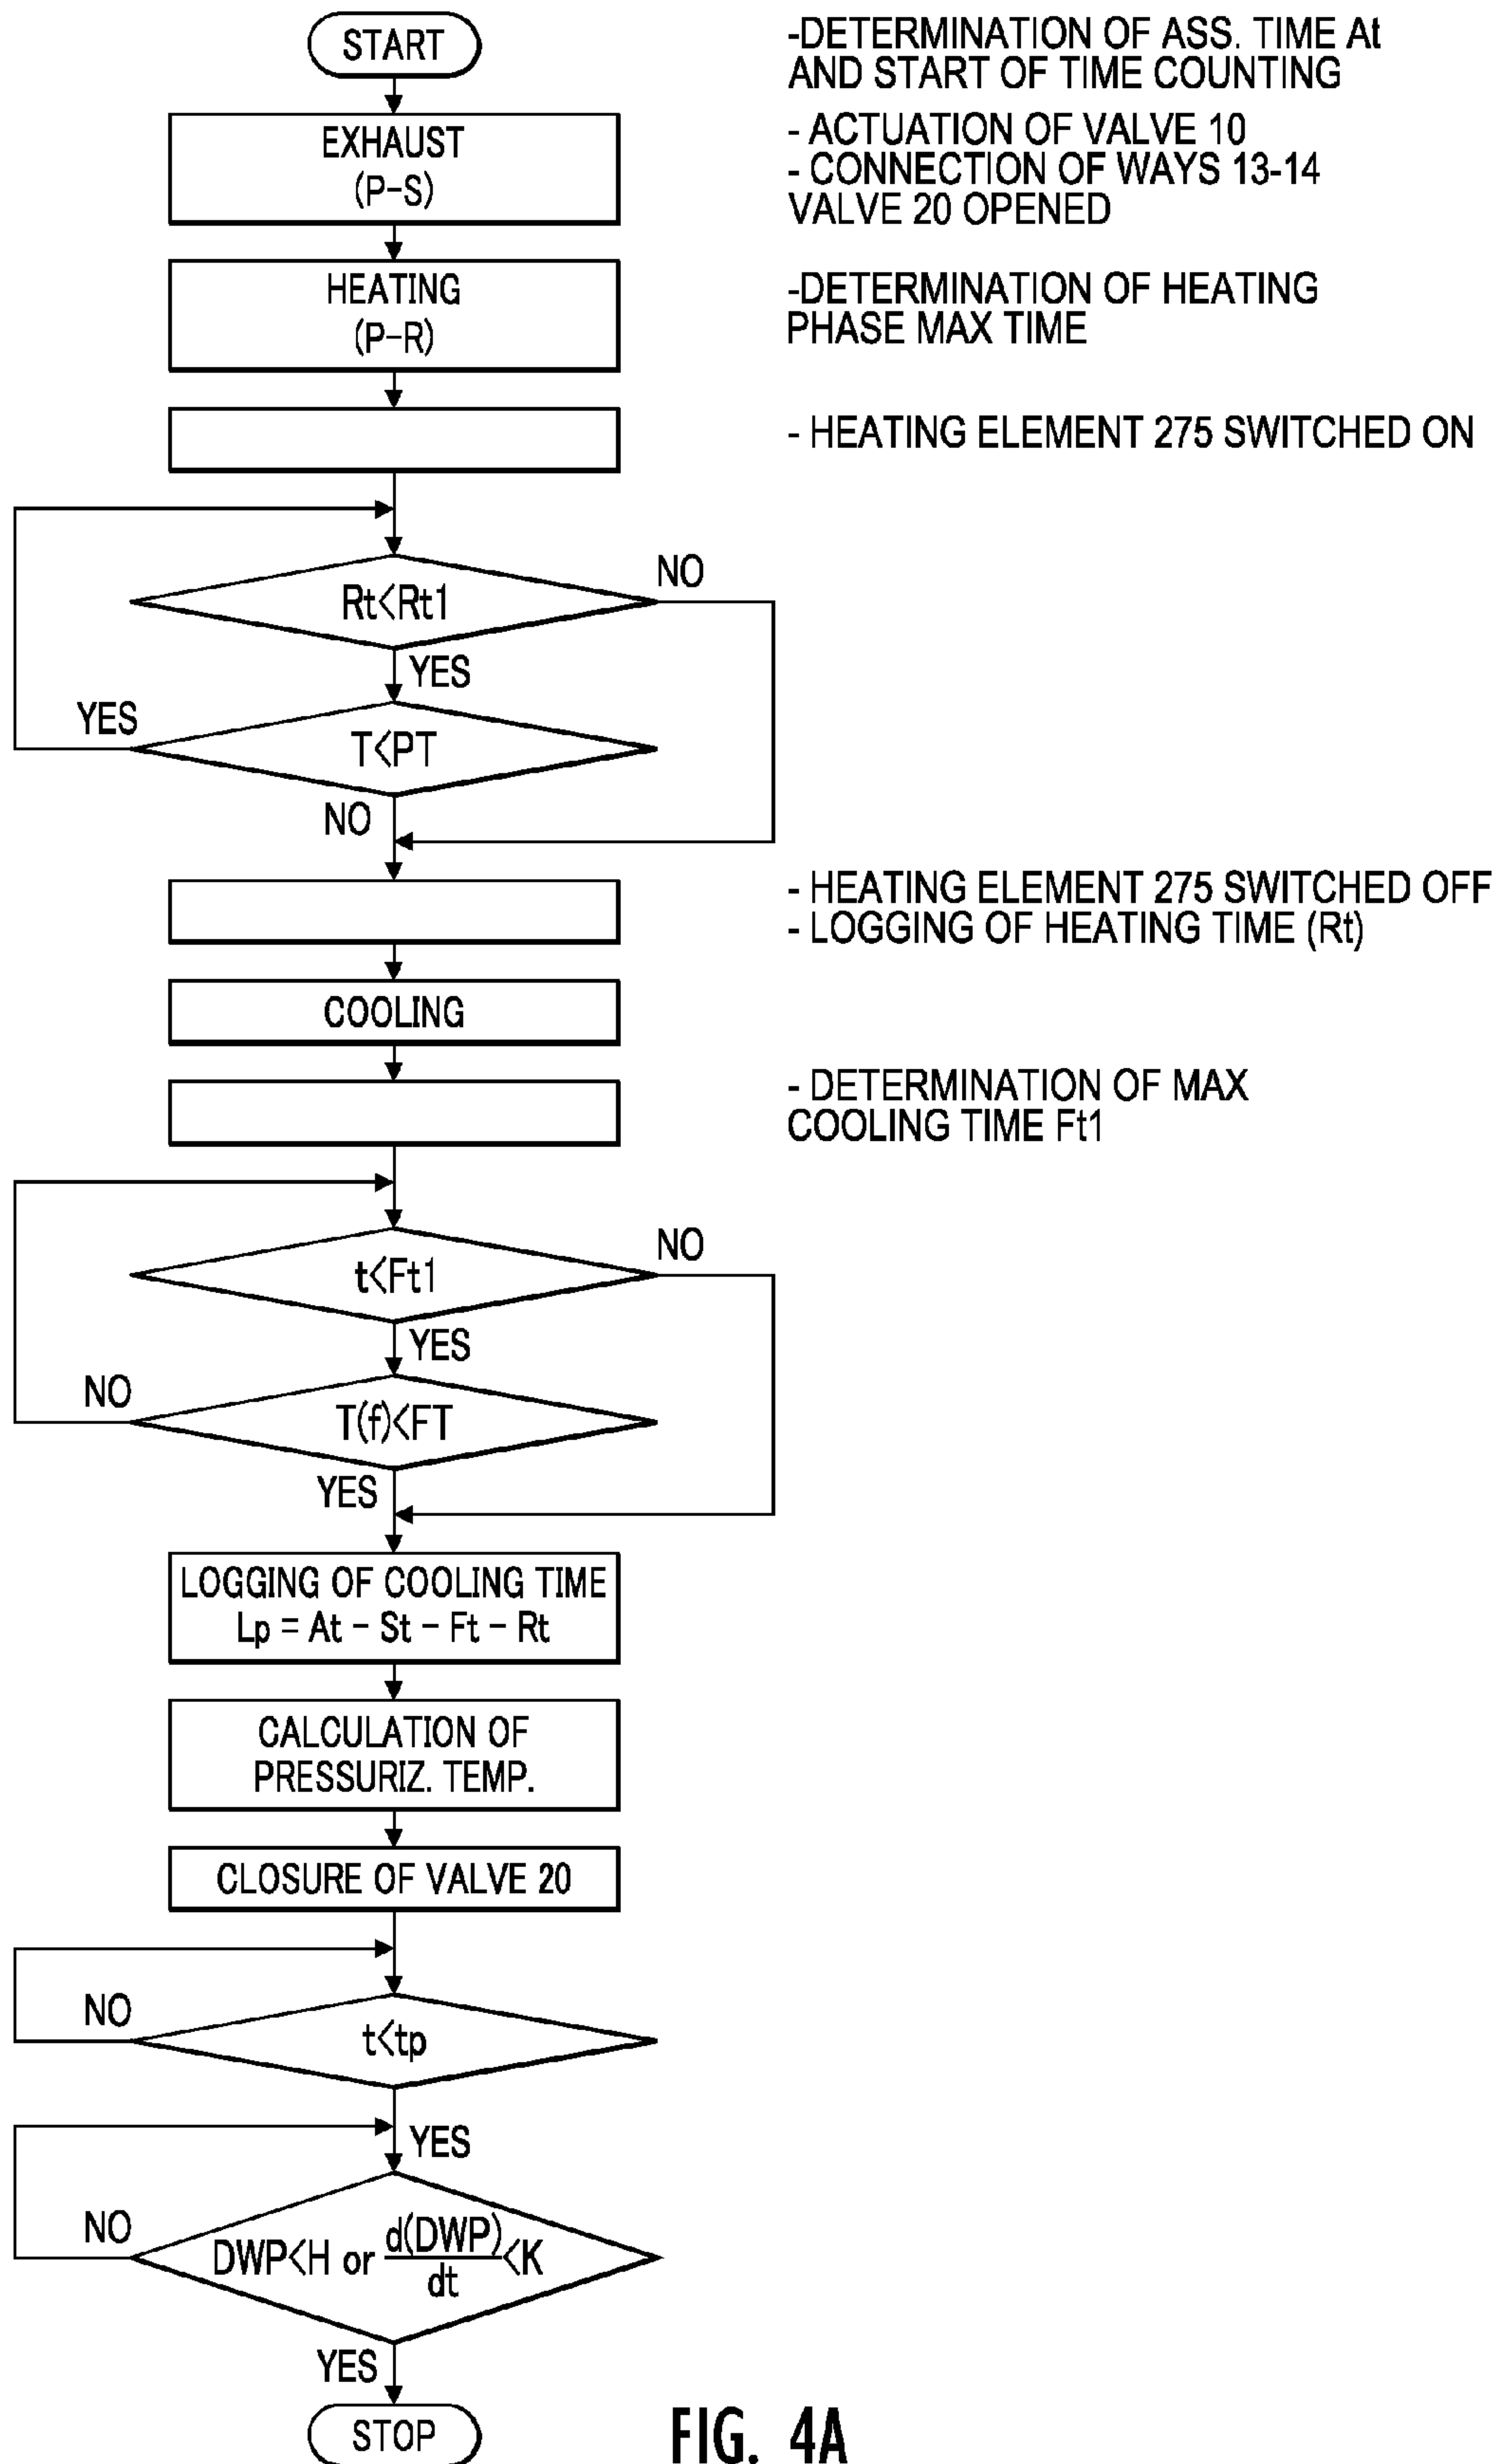 START
-DETERMINATION OF ASS. TIME At
AND START OF TIME COUNTING
EXHAUST
(P-S)
- ACTUATION OF VALVE 10
- CONNECTION OF WAYS 13-14
VALVE 20 OPENED
HEATING
(P-R)
-DETERMINATION OF HEATING
PHASE MAX TIME
- HEATING ELEMENT 275 SWITCHED ON
Rt<Rt1
NO
YES
T<PT
YES
NO
- HEATING ELEMENT 275 SWITCHED OFF
- LOGGING OF HEATING TIME (Rt)
COOLING
- DETERMINATION OF MAX
COOLING TIME Ft1
t<Ft1
NO
YES
T(f)<FT
NO
YES
LOGGING OF COOLING TIME
Lp = At - St - Ft - Rt
CALCULATION OF
PRESSURIZ. TEMP.
CLOSURE OF VALVE 20
t<tp
NO
YES
DWP<H or d(DWP)/dt <K
NO
YES
STOP
FIG. 4A